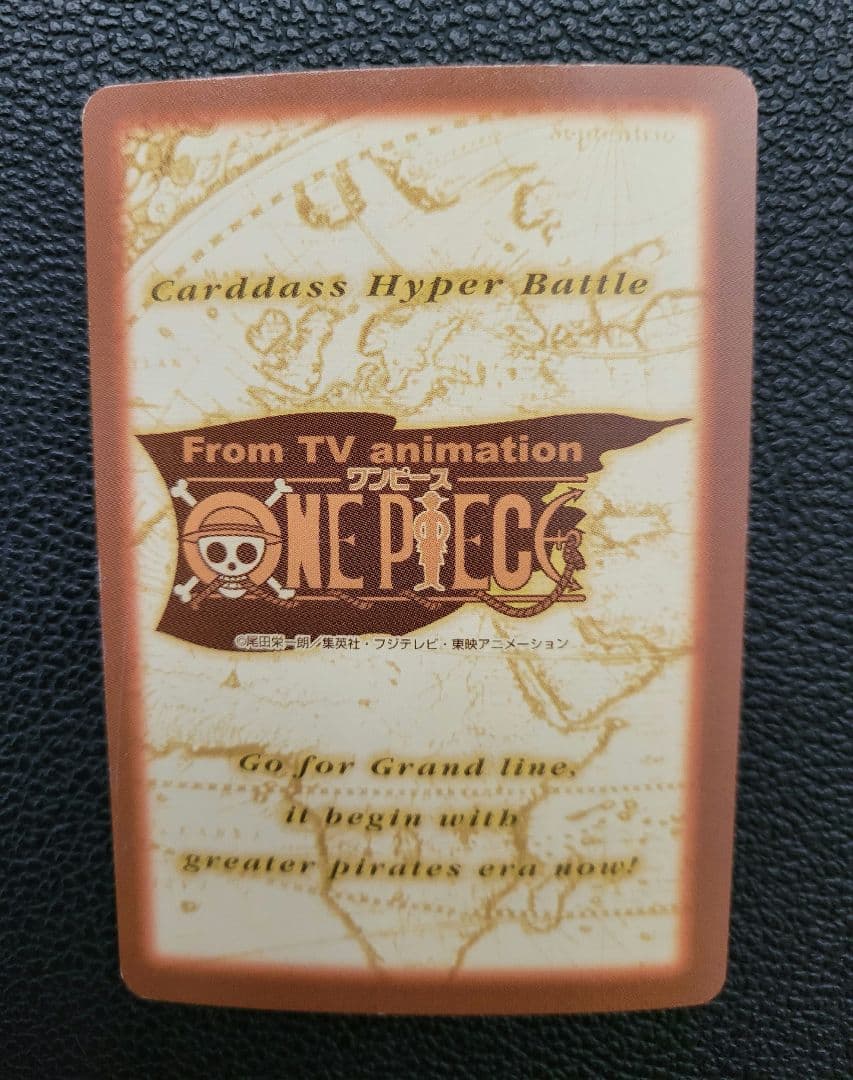 Septentrio
Carddass Hyper Battle
From TV animation
ワンピース
ONE PIECE
©尾田栄一朗／集英社・フジテレビ・東映アニメーション
Go for Grand line,
it begin with
greater pirates era now!